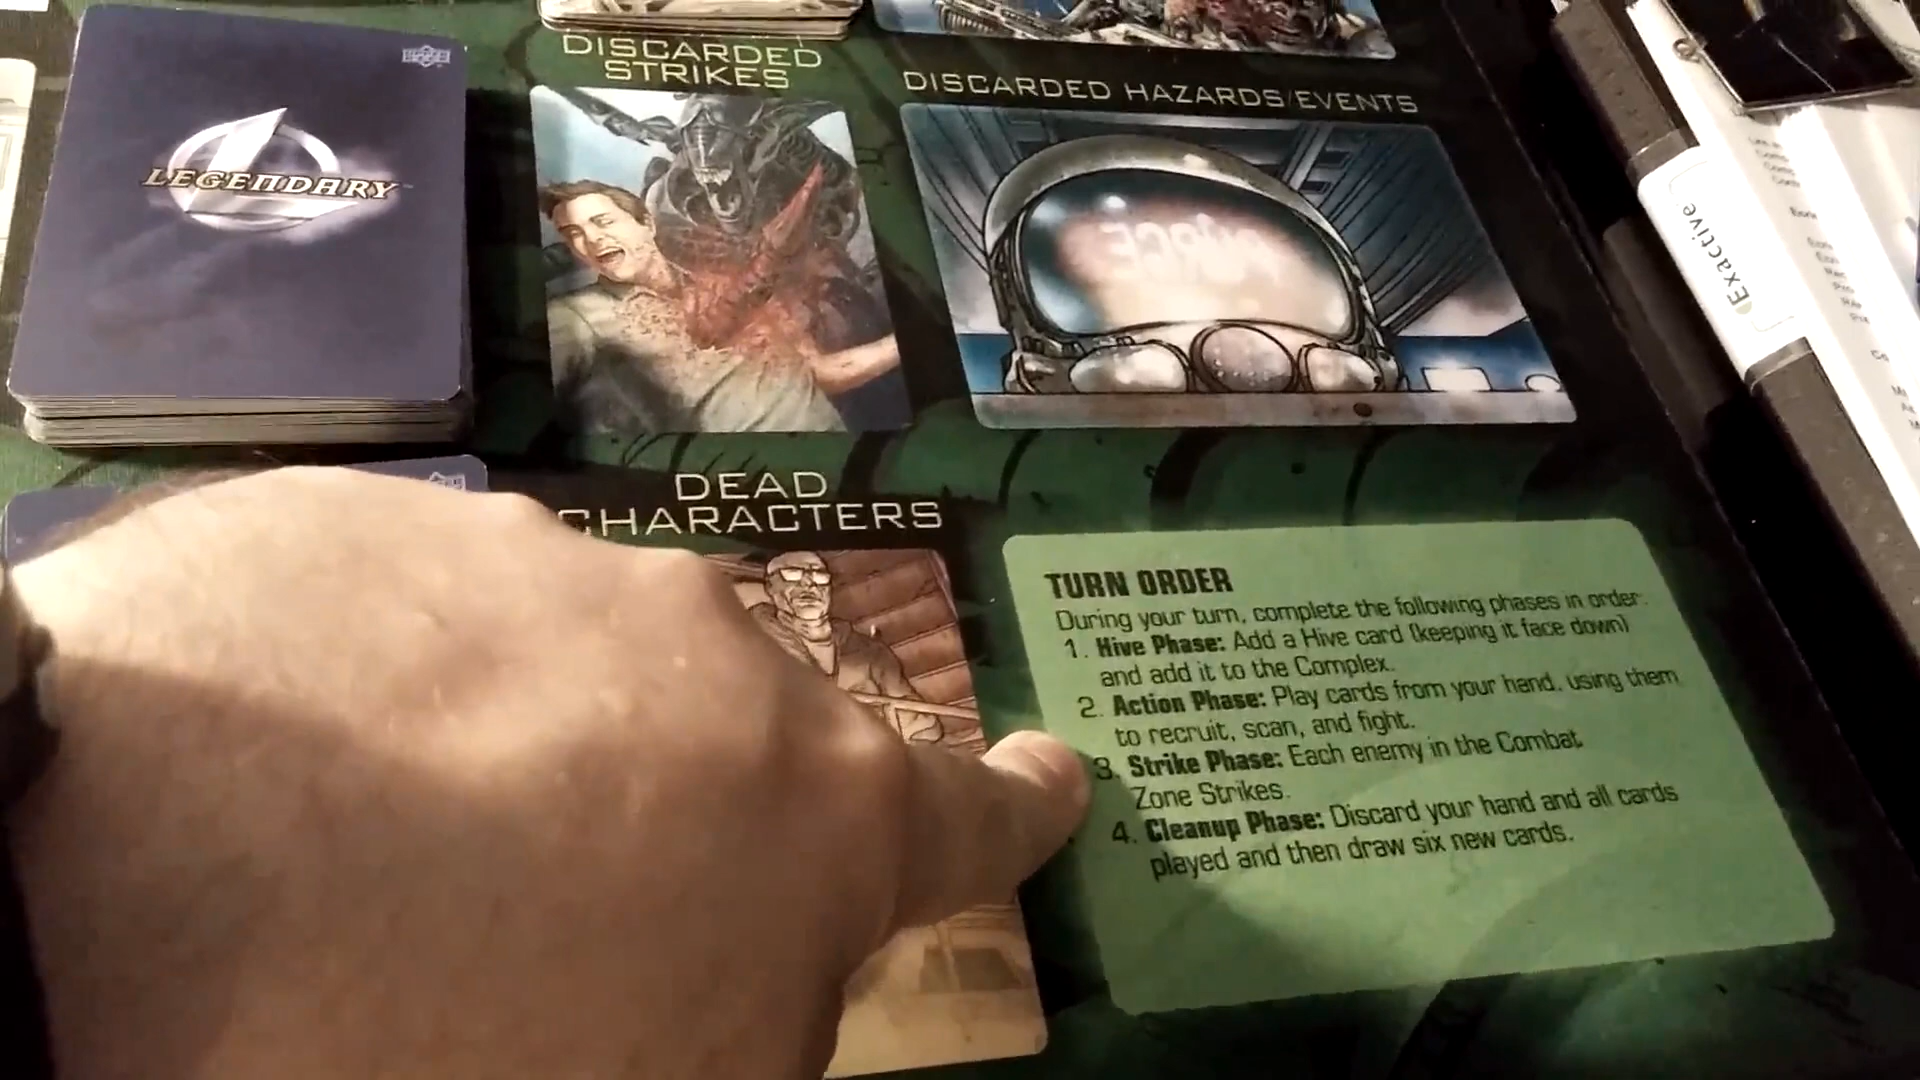 DISCARDED
STRIKES
DISCARDED HAZARDS/EVENTS
LEGENDARY
DEAD
CHARACTERS
TURN ORDER
During your turn, complete the following phases in order:
1. Hive Phase: Add a Hive card (keeping it face down)
and add it to the Complex.
2. Action Phase: Play cards from your hand, using them
to recruit, scan, and fight.
3. Strike Phase: Each enemy in the Combat
Zone Strikes.
4. Cleanup Phase: Discard your hand and all cards
played and then draw six new cards.
Exactive